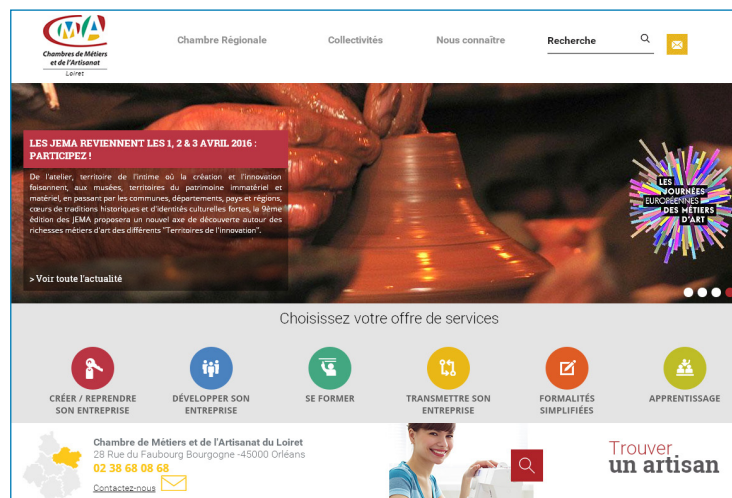 CMA
Chambres de Métiers
et de l'Artisanat
Loiret
Chambre Régionale
Collectivités
Nous connaître
Recherche
LES JEMA REVIENNENT LES 1, 2 & 3 AVRIL 2016 :
PARTICIPEZ !
De l'atelier, territoire de l'intime où la création et l'innovation
foisonnent, aux musées, territoires du patrimoine immatériel et
matériel, en passant par les communes, départements, pays et régions,
cœurs de traditions historiques et d'identités culturelles fortes, la 9ème
édition des JEMA proposera un nouvel axe de découverte autour des
richesses métiers d'art des différents "Territoires de l'innovation".
> Voir toute l'actualité
LES
JOURNÉES
EUROPÉENNES
DES MÉTIERS
D'ART
Choisissez votre offre de services
CRÉER / REPRENDRE
SON ENTREPRISE
DÉVELOPPER SON
ENTREPRISE
SE FORMER
TRANSMETTRE SON
ENTREPRISE
FORMALITÉS
SIMPLIFIÉES
APPRENTISSAGE
Chambre de Métiers et de l'Artisanat du Loiret
28 Rue du Faubourg Bourgogne -45000 Orléans
02 38 68 08 68
Contactez-nous
Trouver
un artisan